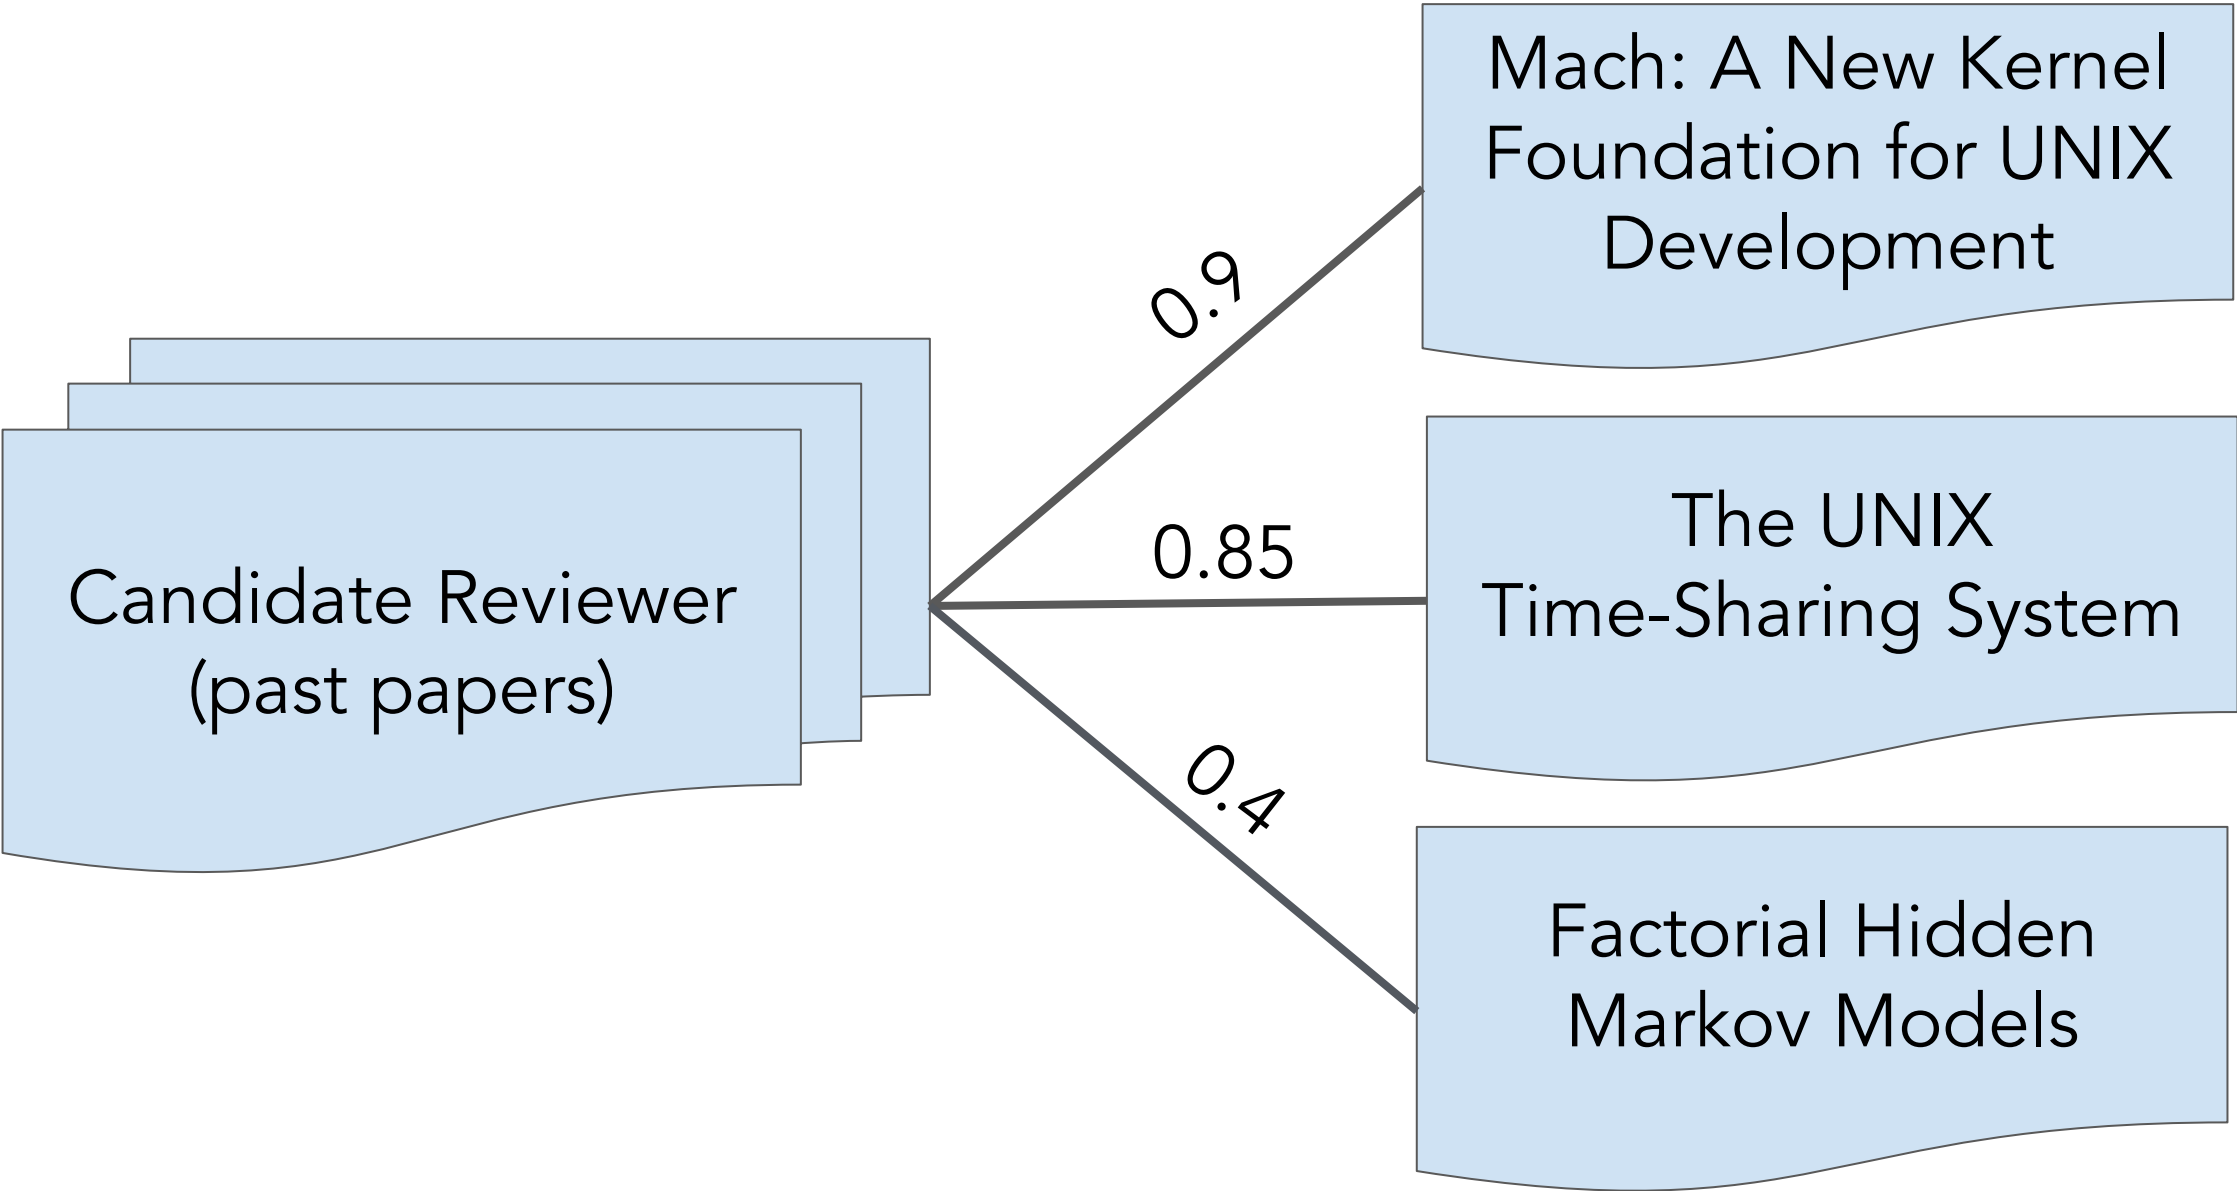 Candidate Reviewer
(past papers)
0.9
0.85
0.4
Mach: A New Kernel
Foundation for UNIX
Development
The UNIX
Time-Sharing System
Factorial Hidden
Markov Models